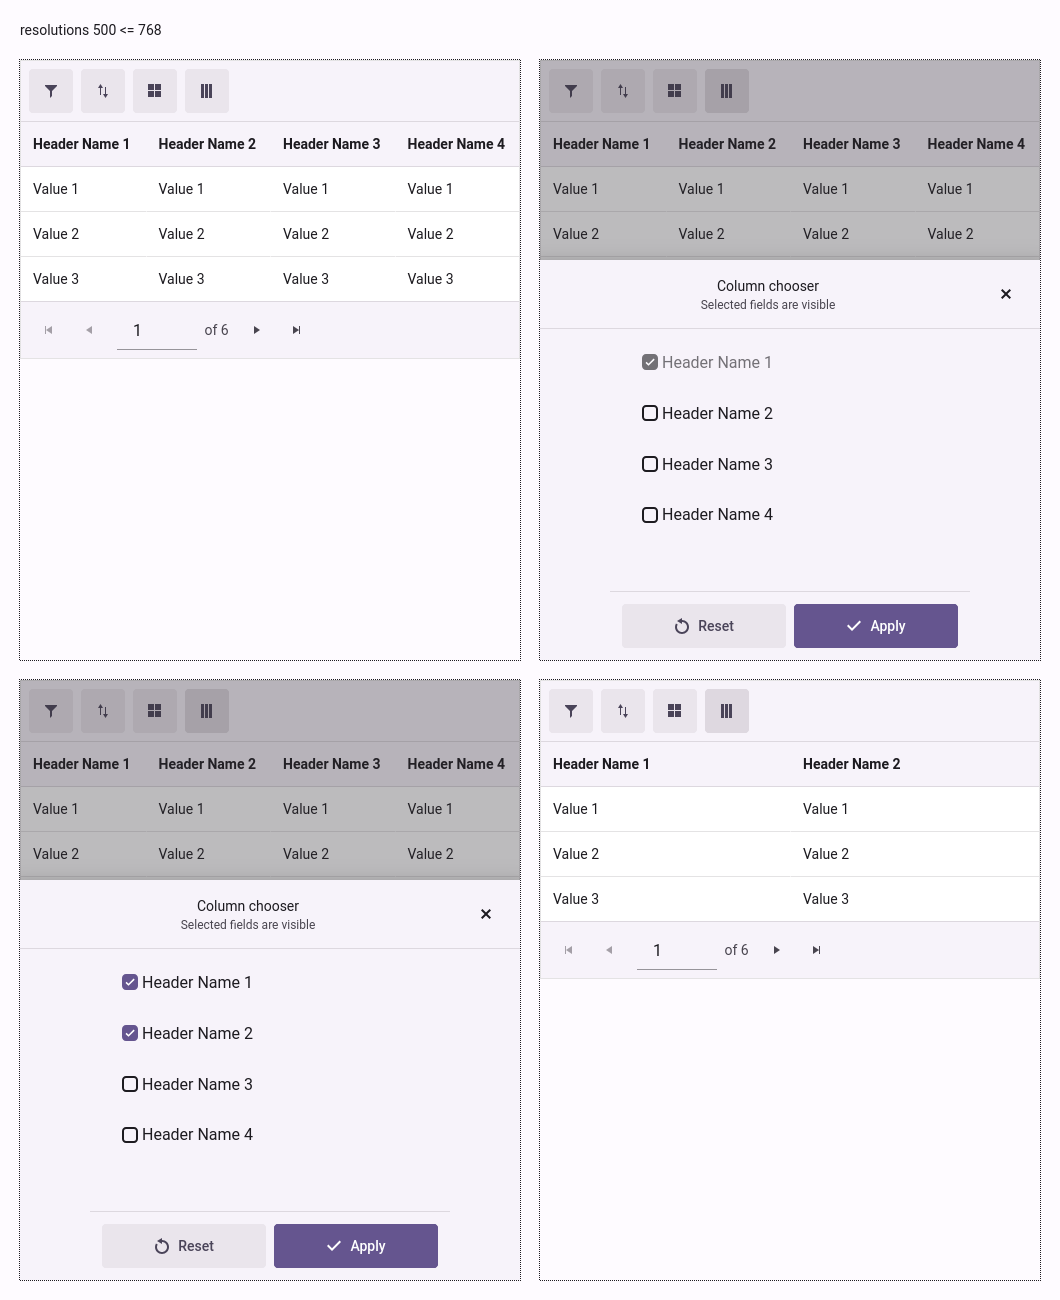 resolutions 500 <= 768
Header Name 1 Header Name 2 Header Name 3 Header Name 4
Value 1 Value 1 Value 1 Value 1
Value 2 Value 2 Value 2 Value 2
Value 3 Value 3 Value 3 Value 3
1 of 6
Header Name 1 Header Name 2 Header Name 3 Header Name 4
Value 1 Value 1 Value 1 Value 1
Value 2 Value 2 Value 2 Value 2
Column chooser
Selected fields are visible
Header Name 1
Header Name 2
Header Name 3
Header Name 4
Reset Apply
Header Name 1 Header Name 2 Header Name 3 Header Name 4
Value 1 Value 1 Value 1 Value 1
Value 2 Value 2 Value 2 Value 2
Column chooser
Selected fields are visible
Header Name 1
Header Name 2
Header Name 3
Header Name 4
Reset Apply
Header Name 1 Header Name 2
Value 1 Value 1
Value 2 Value 2
Value 3 Value 3
1 of 6